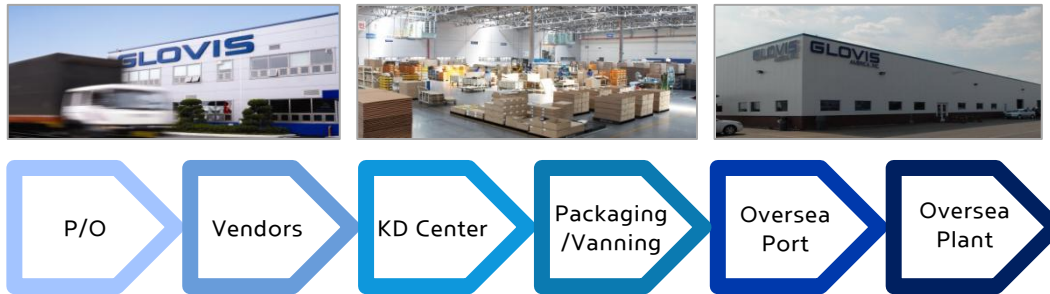 GLOVIS
GLOVIS
GLOVIS
P/O
Vendors
KD Center
Packaging
/Vanning
Oversea
Port
Oversea
Plant